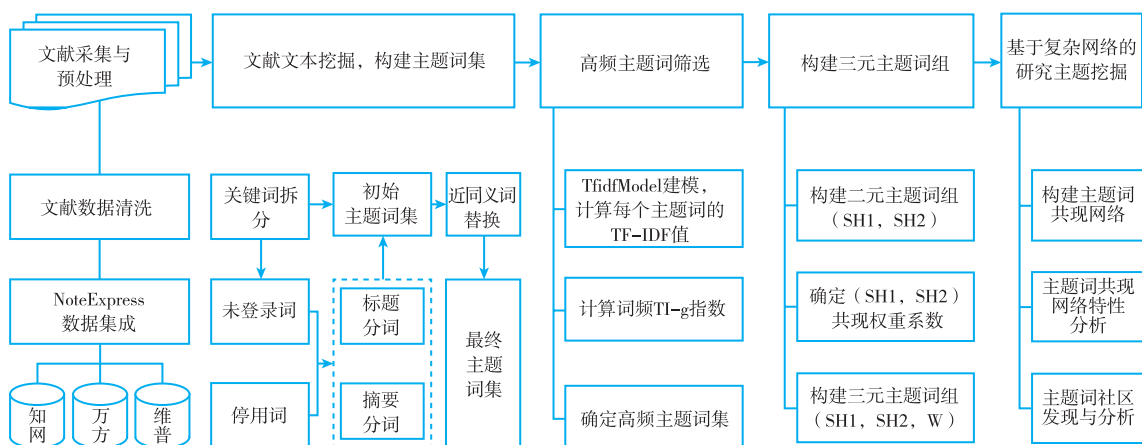 文献采集与
预处理
文献文本挖掘，构建主题词集
高频主题词筛选
构建三元主题词组
基于复杂网络的
研究主题挖掘
文献数据清洗
NoteExpress
数据集成
知
网
万
方
维
普
关键词拆
分
初始
主题词集
近同义词
替换
未登录词
停用词
标题
分词
摘要
分词
最终
主题
词集
TfidfModel建模，
计算每个主题词的
TF-IDF值
计算词频TI-g指数
确定高频主题词集
构建二元主题词组
（SH1，SH2）
确定（SH1，SH2）
共现权重系数
构建三元主题词组
（SH1，SH2，W）
构建主题词
共现网络
主题词共现
网络特性
分析
主题词社区
发现与分析